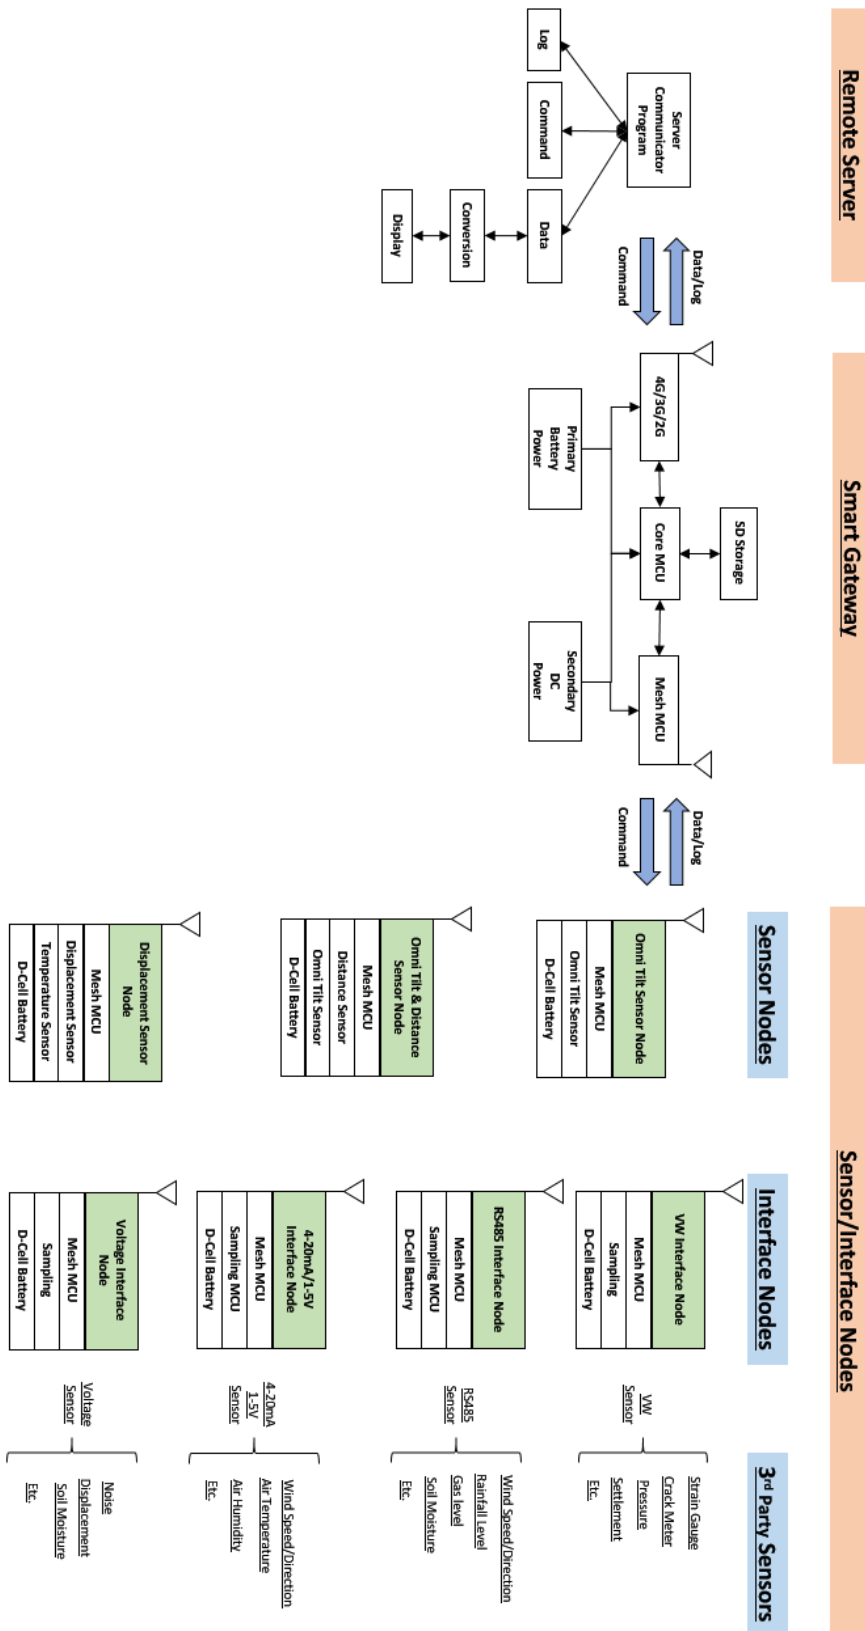 Remote Server
Server
Communicator
Program
Log
Command
Data
Conversion
Display
Data/Log
Command
Smart Gateway
SD Storage
4G/3G/2G
Core MCU
Mesh MCU
Primary
Battery
Power
Secondary
DC
Power
Data/Log
Command
Sensor/Interface Nodes
Sensor Nodes
Omni Tilt Sensor Node
Mesh MCU
Omni Tilt Sensor
D-Cell Battery
Omni Tilt & Distance
Sensor Node
Mesh MCU
Distance Sensor
Omni Tilt Sensor
D-Cell Battery
Displacement Sensor
Node
Mesh MCU
Displacement Sensor
Temperature Sensor
D-Cell Battery
Interface Nodes
VW Interface Node
Mesh MCU
Sampling
D-Cell Battery
RS485 Interface Node
Mesh MCU
Sampling MCU
D-Cell Battery
4-20mA/1-5V
Interface Node
Mesh MCU
Sampling MCU
D-Cell Battery
Voltage Interface
Node
Mesh MCU
Sampling
D-Cell Battery
3rd Party Sensors
VW
Sensor
Strain Gauge
Crack Meter
Pressure
Settlement
Etc.
RS485
Sensor
Wind Speed/Direction
Rainfall Level
Gas level
Soil Moisture
Etc.
4-20mA
1-5V
Sensor
Wind Speed/Direction
Air Temperature
Air Humidity
Etc.
Voltage
Sensor
Noise
Displacement
Soil Moisture
Etc.